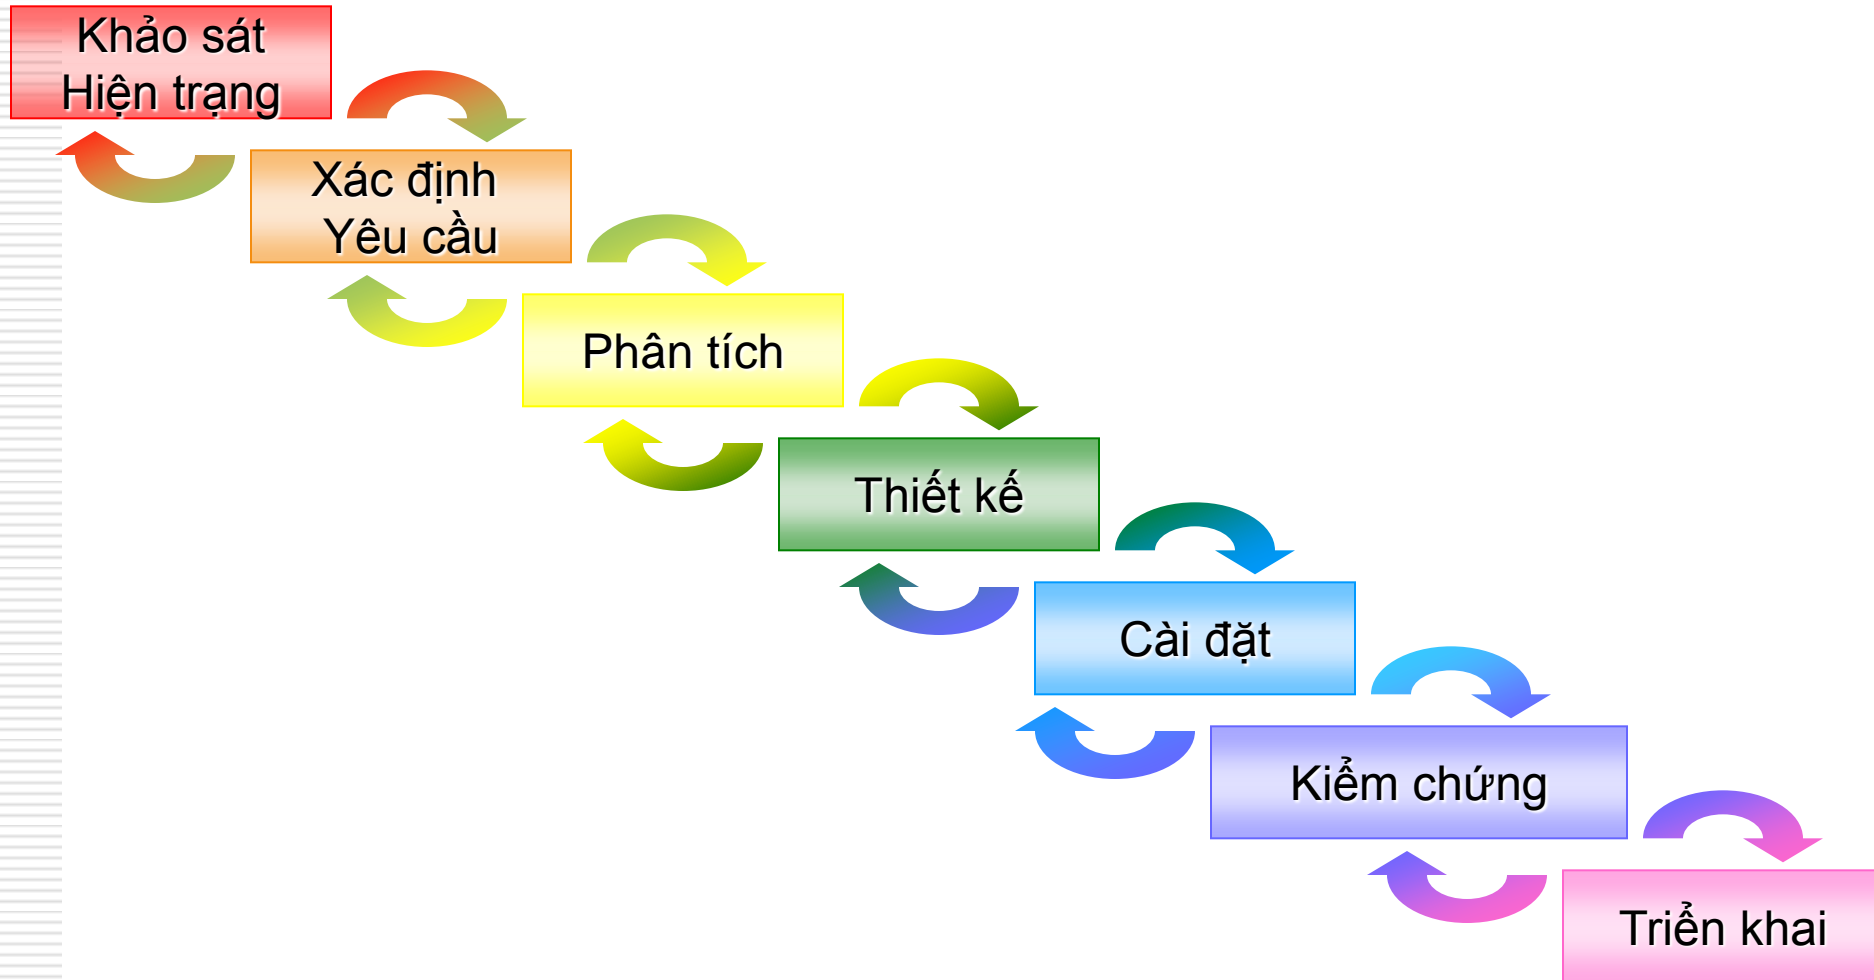 Khảo sát
Hiện trạng
Xác định
Yêu cầu
Phân tích
Thiết kế
Cài đặt
Kiểm chứng
Triển khai